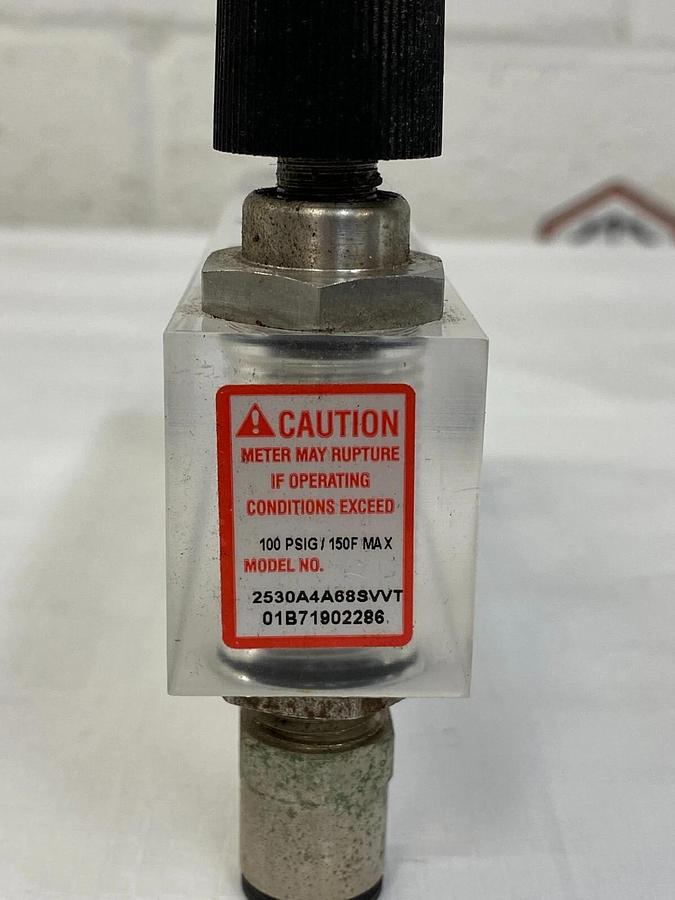 CAUTION
METER MAY RUPTURE
IF OPERATING
CONDITIONS EXCEED
100 PSIG / 150F MAX
MODEL NO.
2530A4A68SVVT
01B71902286